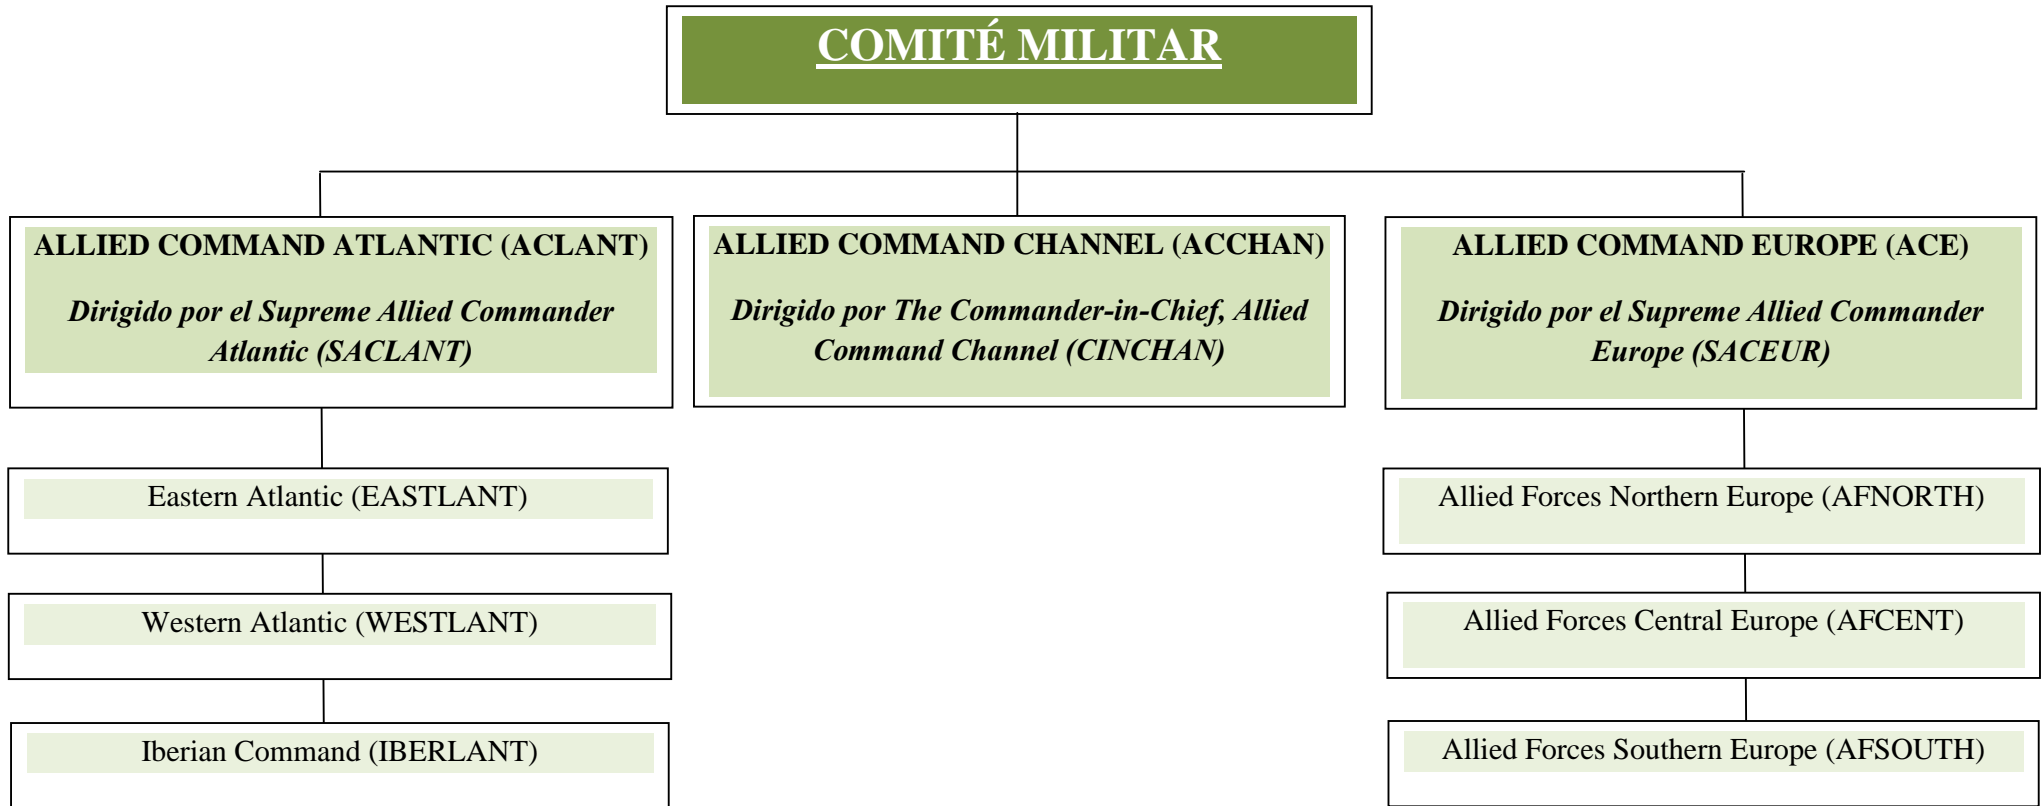 COMITÉ MILITAR
ALLIED COMMAND ATLANTIC (ACLANT)
Dirigido por el Supreme Allied Commander
Atlantic (SACLANT)
ALLIED COMMAND CHANNEL (ACCHAN)
Dirigido por The Commander-in-Chief, Allied
Command Channel (CINCHAN)
ALLIED COMMAND EUROPE (ACE)
Dirigido por el Supreme Allied Commander
Europe (SACEUR)
Eastern Atlantic (EASTLANT)
Western Atlantic (WESTLANT)
Iberian Command (IBERLANT)
Allied Forces Northern Europe (AFNORTH)
Allied Forces Central Europe (AFCENT)
Allied Forces Southern Europe (AFSOUTH)